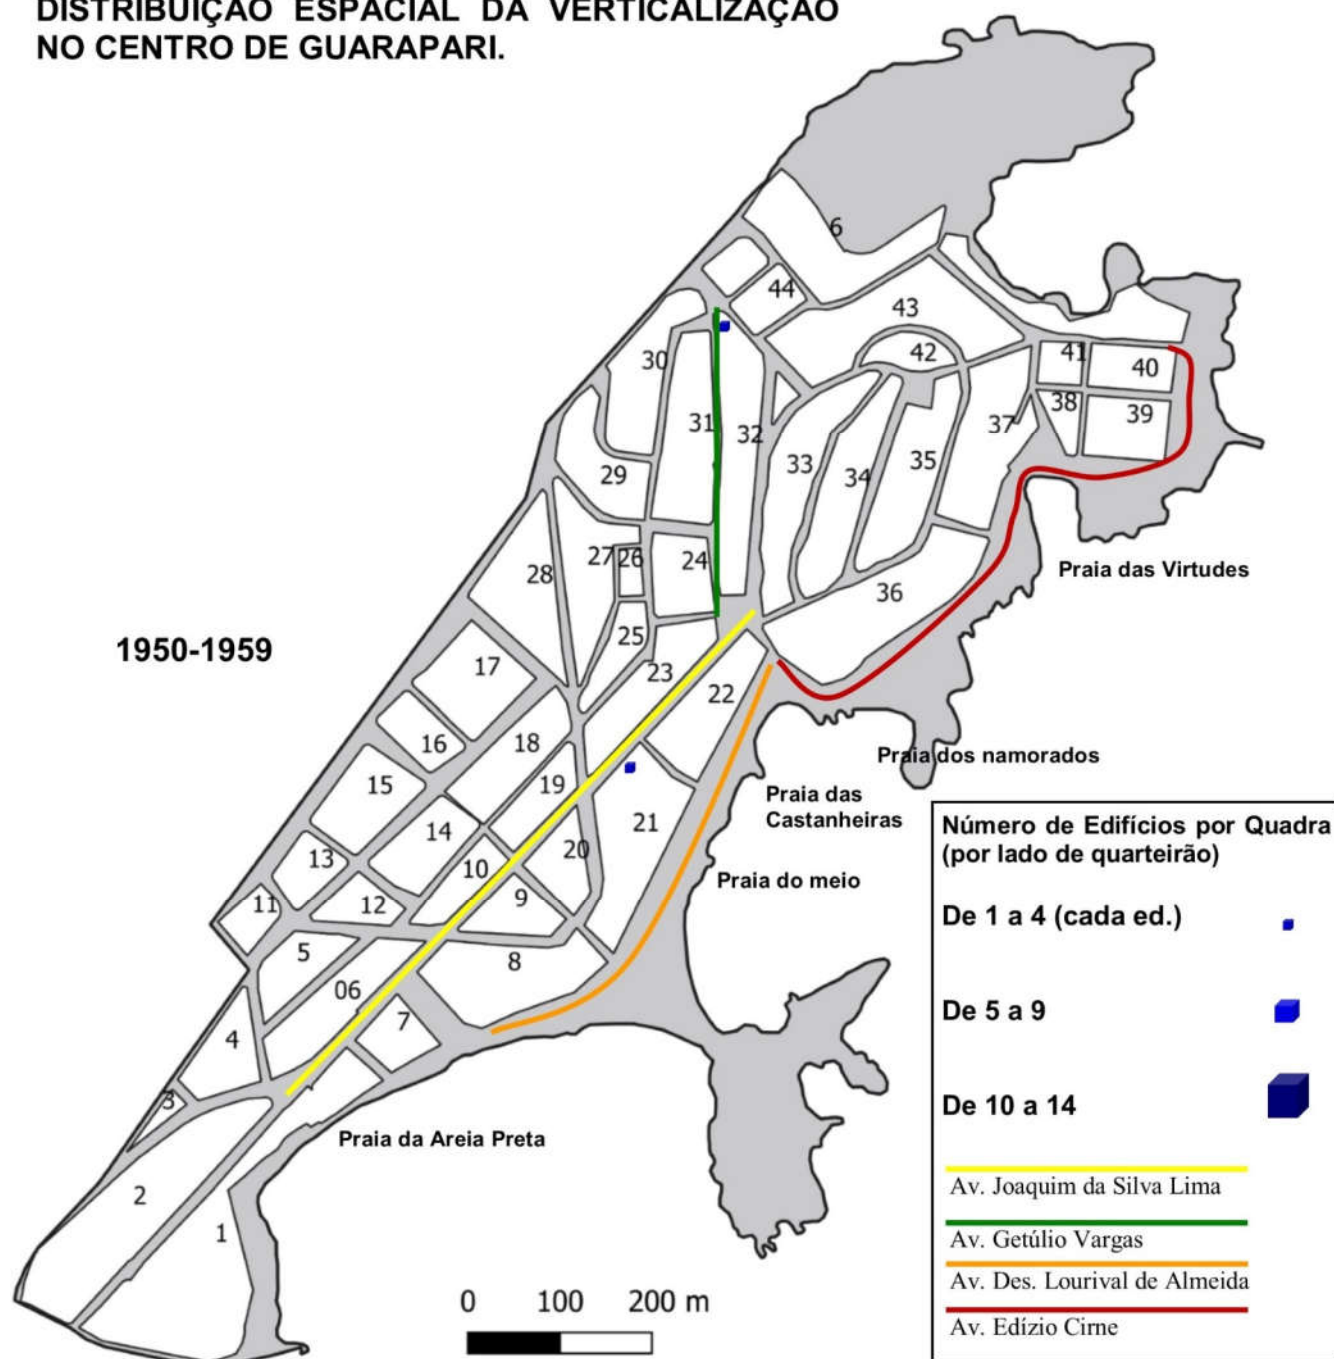 DISTRIBUIÇÃO ESPACIAL DA VERTICALIZAÇÃO
NO CENTRO DE GUARAPARI.
6
44
43
42
41
40
30
38
39
31
32
37
33
34
35
29
27
26
24
28
36
Praia das Virtudes
25
1950-1959
23
17
22
16
18
Praia dos namorados
15
19
Praia das
Castanheiras
21
14
20
13
10
Praia do meio
9
11
12
5
8
06
7
4
3
Praia da Areia Preta
2
1
0 100 200 m
Número de Edifícios por Quadra
(por lado de quarteirão)
De 1 a 4 (cada ed.)
De 5 a 9
De 10 a 14
Av. Joaquim da Silva Lima
Av. Getúlio Vargas
Av. Des. Lourival de Almeida
Av. Edízio Cirne